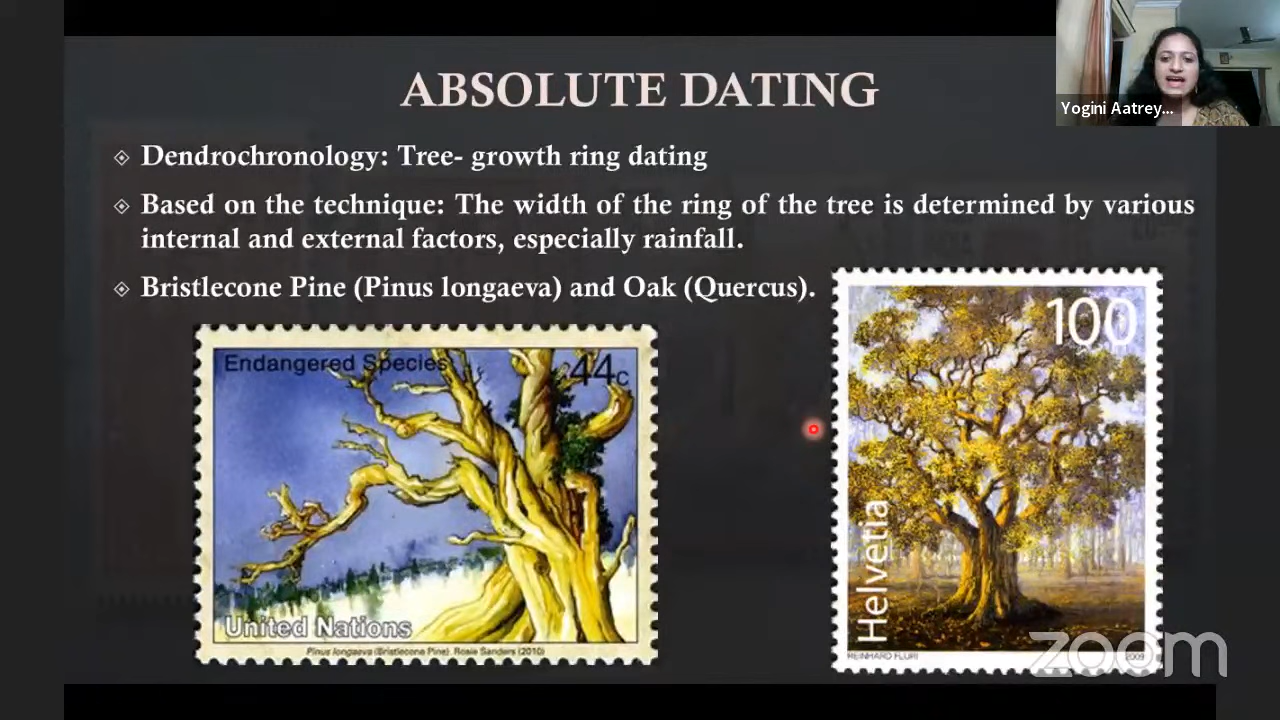 ABSOLUTE DATING
Yogini Aatrey...
Dendrochronology: Tree- growth ring dating
Based on the technique: The width of the ring of the tree is determined by various
internal and external factors, especially rainfall.
Bristlecone Pine (Pinus longaeva) and Oak (Quercus).
Endangered Species
44c
United Nations
Pinus longaeva (Bristlecone Pine). Rosie Sanders (2010)
100
Helvetia
REINHARD FLURI
2009
zoom